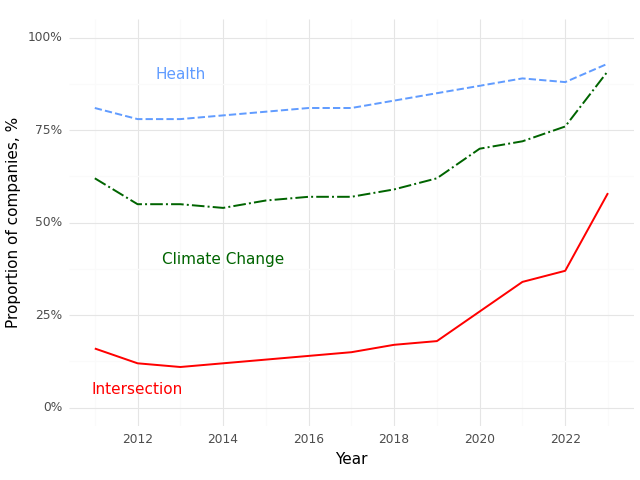 100%
Health
75%
Proportion of companies, %
50%
Climate Change
25%
Intersection
0%
2012 2014 2016 2018 2020 2022
Year